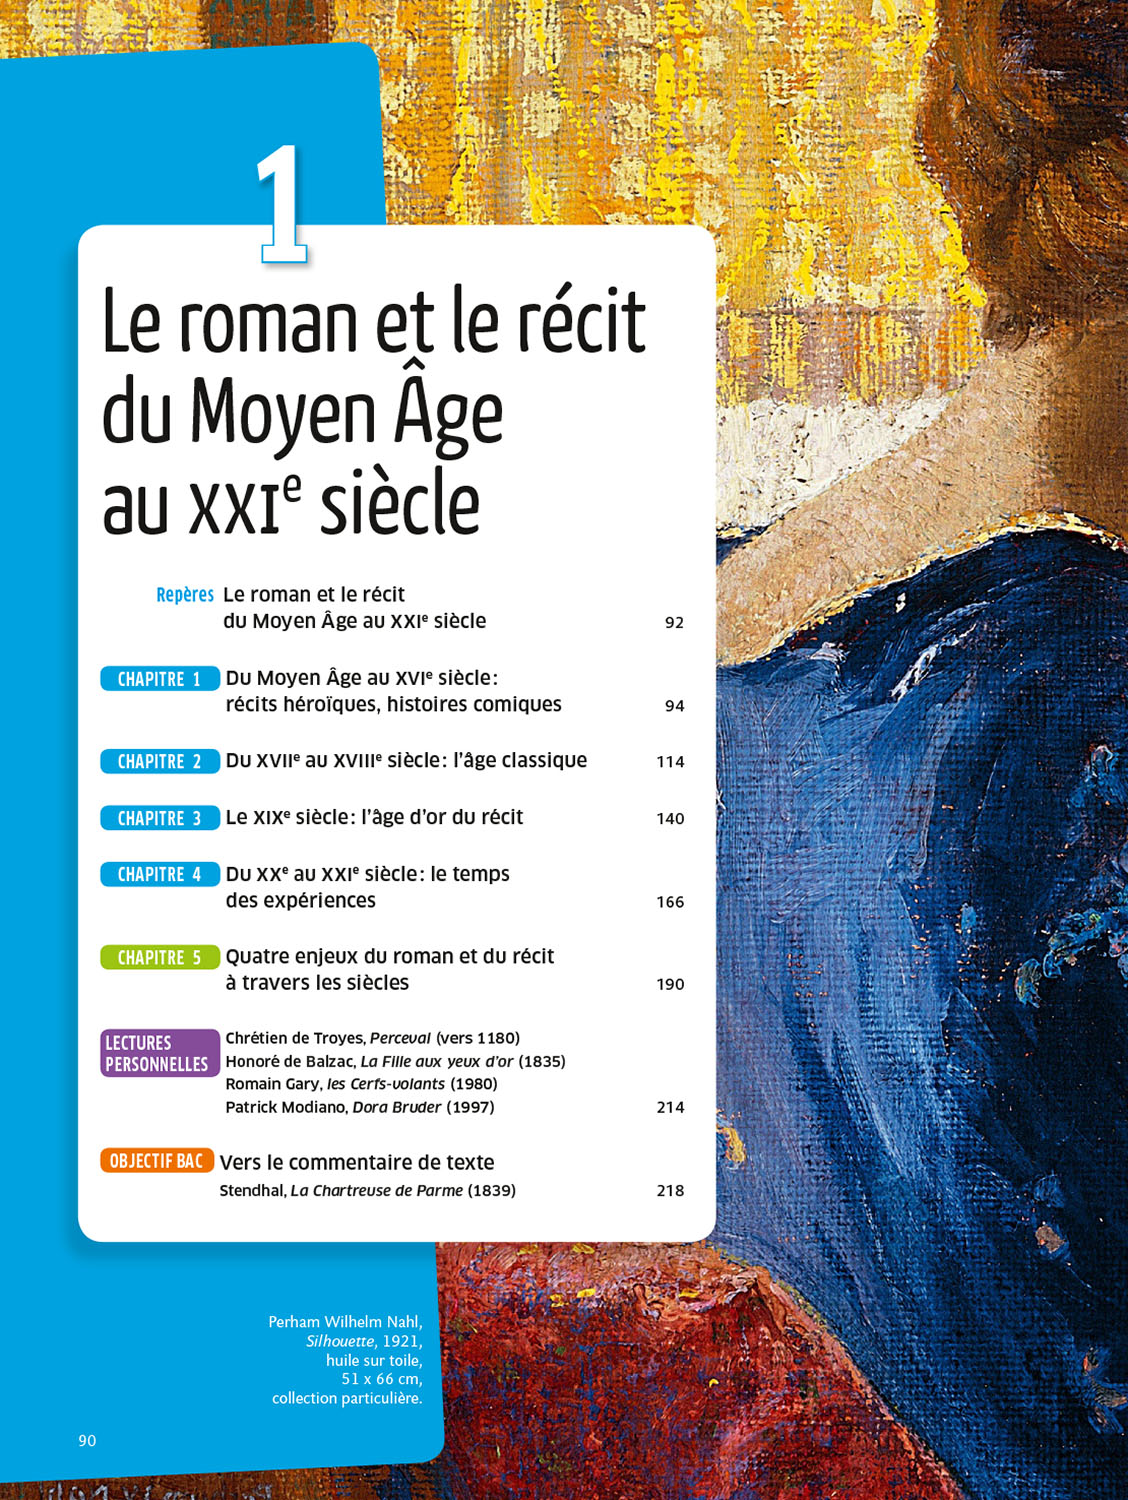 1
Le roman et le récit
du Moyen Âge
au XXIe siècle
Repères Le roman et le récit
du Moyen Âge au XXIe siècle 92
CHAPITRE 1 Du Moyen Âge au XVIe siècle :
récits héroïques, histoires comiques 94
CHAPITRE 2 Du XVIIe au XVIIIe siècle : l'âge classique 114
CHAPITRE 3 Le XIXe siècle : l'âge d'or du récit 140
CHAPITRE 4 Du XXe au XXIe siècle : le temps
des expériences 166
CHAPITRE 5 Quatre enjeux du roman et du récit
à travers les siècles 190
LECTURES PERSONNELLES
Chrétien de Troyes, Perceval (vers 1180)
Honoré de Balzac, La Fille aux yeux d'or (1835)
Romain Gary, les Cerfs-volants (1980)
Patrick Modiano, Dora Bruder (1997) 214
OBJECTIF BAC Vers le commentaire de texte
Stendhal, La Chartreuse de Parme (1839) 218
Perham Wilhelm Nahl,
Silhouette, 1921,
huile sur toile,
51 x 66 cm,
collection particulière.
90